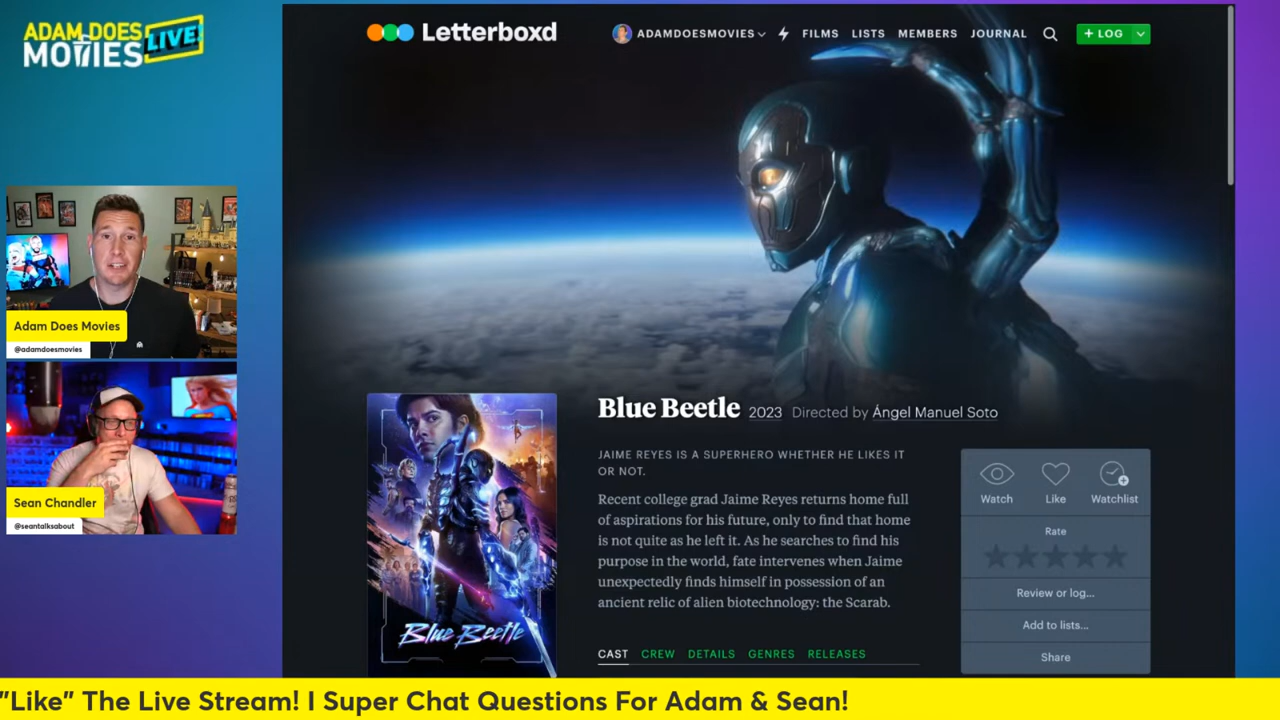 ADAM DOES
MOVIES
LIVE!
Letterboxd
ADAMDOESMOVIES
FILMS
LISTS
MEMBERS
JOURNAL
+ LOG
Adam Does Movies
@adamdoesmovies
Sean Chandler
@seantalksabout
Blue Beetle 2023 Directed by Ángel Manuel Soto
JAIME REYES IS A SUPERHERO WHETHER HE LIKES IT
OR NOT.
Recent college grad Jaime Reyes returns home full
of aspirations for his future, only to find that home
is not quite as he left it. As he searches to find his
purpose in the world, fate intervenes when Jaime
unexpectedly finds himself in possession of an
ancient relic of alien biotechnology: the Scarab.
CAST CREW DETAILS GENRES RELEASES
Blue Beetle
Watch Like Watchlist
Rate
Review or log...
Add to lists...
Share
"Like" The Live Stream! I Super Chat Questions For Adam & Sean!